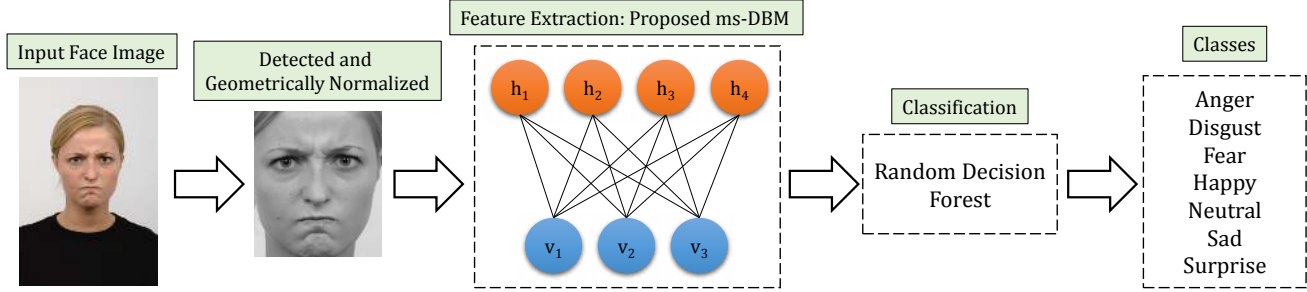 Input Face Image
Detected and
Geometrically Normalized
Feature Extraction: Proposed ms-DBM
h₁ h₂ h₃ h₄
v₁ v₂ v₃
Classification
Random Decision
Forest
Classes
Anger
Disgust
Fear
Happy
Neutral
Sad
Surprise